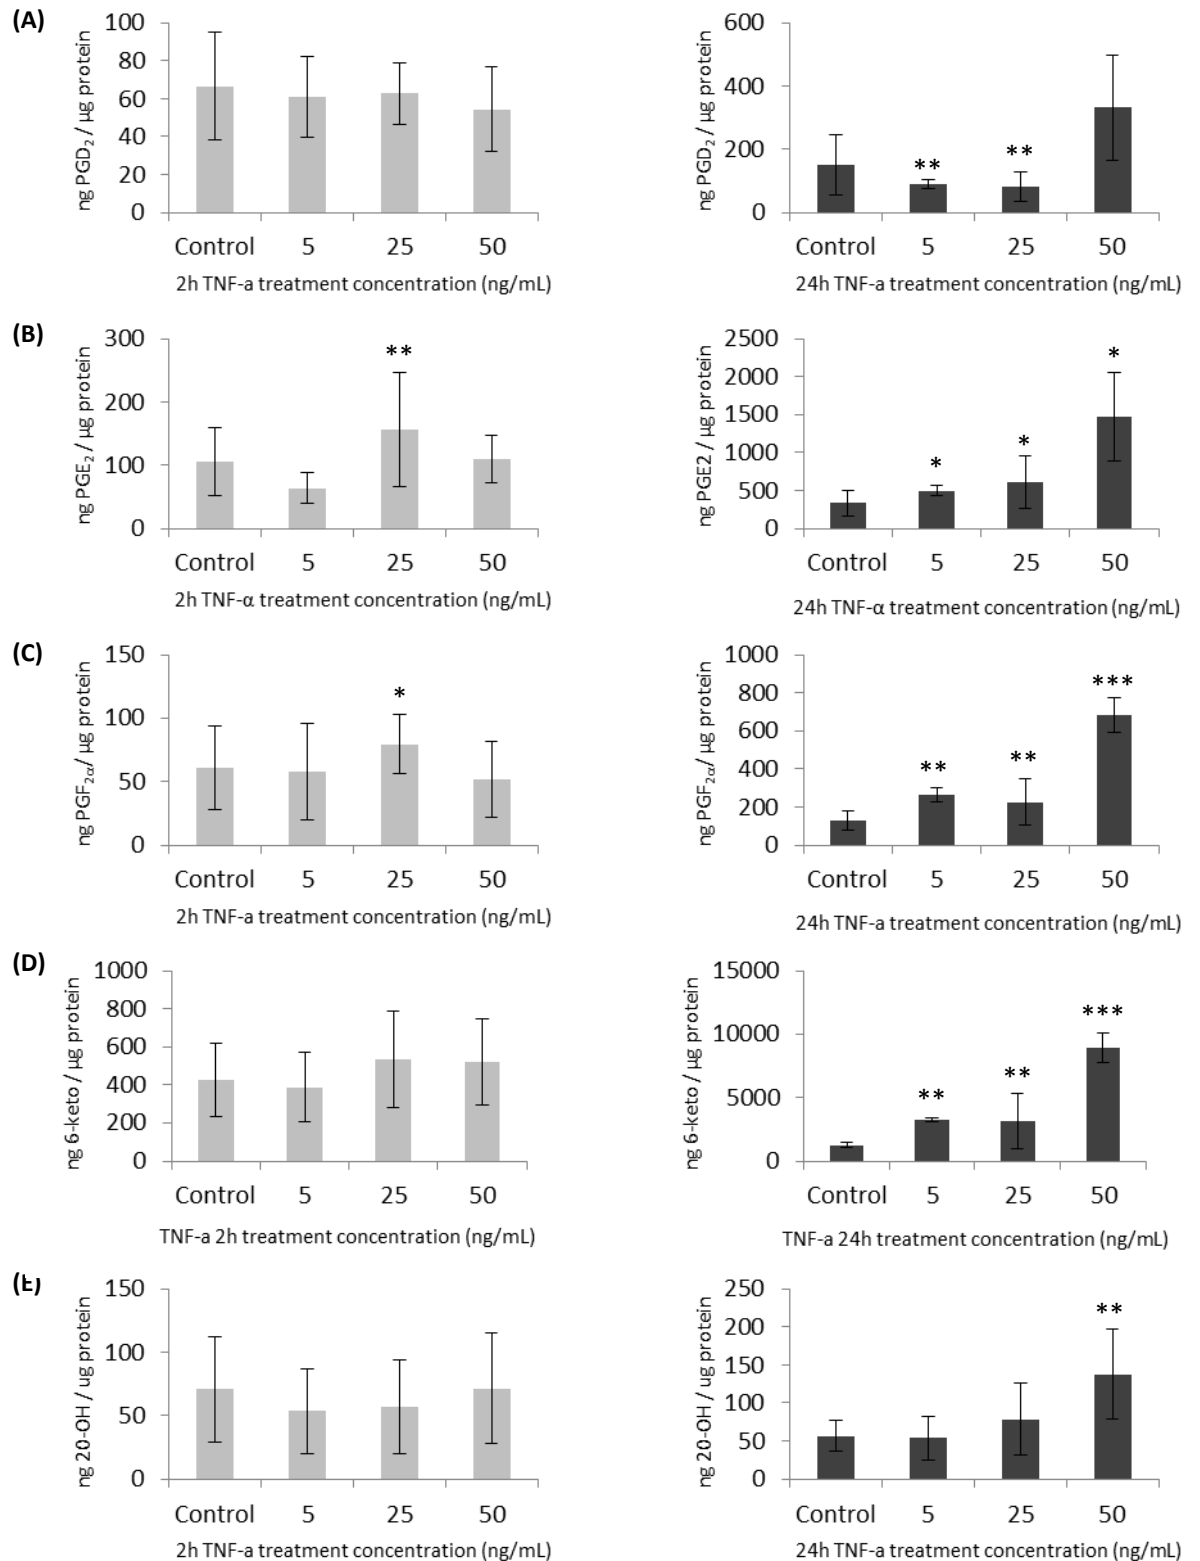 (A)
ng PGD2 / µg protein
100
80
60
40
20
0
Control 5 25 50
2h TNF-a treatment concentration (ng/mL)
ng PGD2 / µg protein
600
400
200
0
** **
Control 5 25 50
24h TNF-a treatment concentration (ng/mL)
(B)
ng PGE2 / µg protein
300
200
100
0
**
Control 5 25 50
2h TNF-α treatment concentration (ng/mL)
ng PGE2 / µg protein
2500
2000
1500
1000
500
0
* * *
Control 5 25 50
24h TNF-α treatment concentration (ng/mL)
(C)
ng PGF2α/ µg protein
150
100
50
0
*
Control 5 25 50
2h TNF-a treatment concentration (ng/mL)
ng PGF2α/ µg protein
1000
800
600
400
200
0
** ** ***
Control 5 25 50
24h TNF-a treatment concentration (ng/mL)
(D)
ng 6-keto / µg protein
1000
800
600
400
200
0
Control 5 25 50
TNF-a 2h treatment concentration (ng/mL)
ng 6-keto / µg protein
15000
10000
5000
0
** ** ***
Control 5 25 50
TNF-a 24h treatment concentration (ng/mL)
(E)
ng 20-OH / ug protein
150
100
50
0
Control 5 25 50
2h TNF-a treatment concentration (ng/mL)
ng 20-OH / ug protein
250
200
150
100
50
0
**
Control 5 25 50
24h TNF-a treatment concentration (ng/mL)